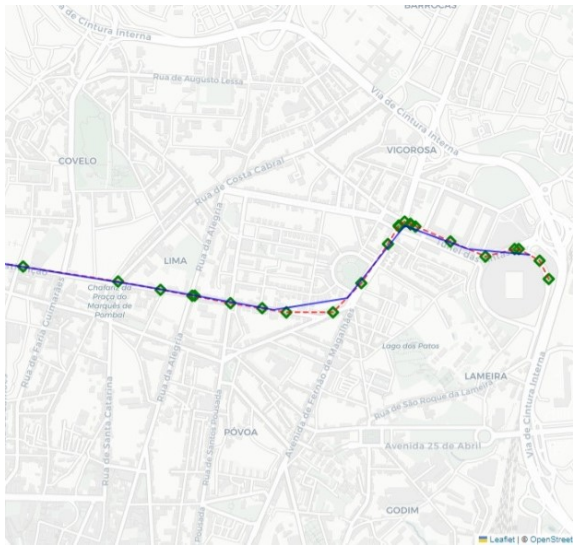 BARROCAS
Via de Cintura Interna
Rua de Augusto Lessa
Via de Cintura Interna
VIGOROSA
COVELO
Rua de Costa Cabral
Rua da Alegria
LIMA
Chafariz da
Praça do
Marquês de
Pombal
Rua de Faria Guimarães
Rua da Alegria
Rua de Santa Catarina
Rua de Santos Pousada
Avenida de Fernão de Magalhães
Lago dos Patos
LAMEIRA
Rua de São Roque da Lameira
Via de Cintura Interna
PÓVOA
Avenida 25 de Abril
Pousada
GODIM
Leaflet | © OpenStreet